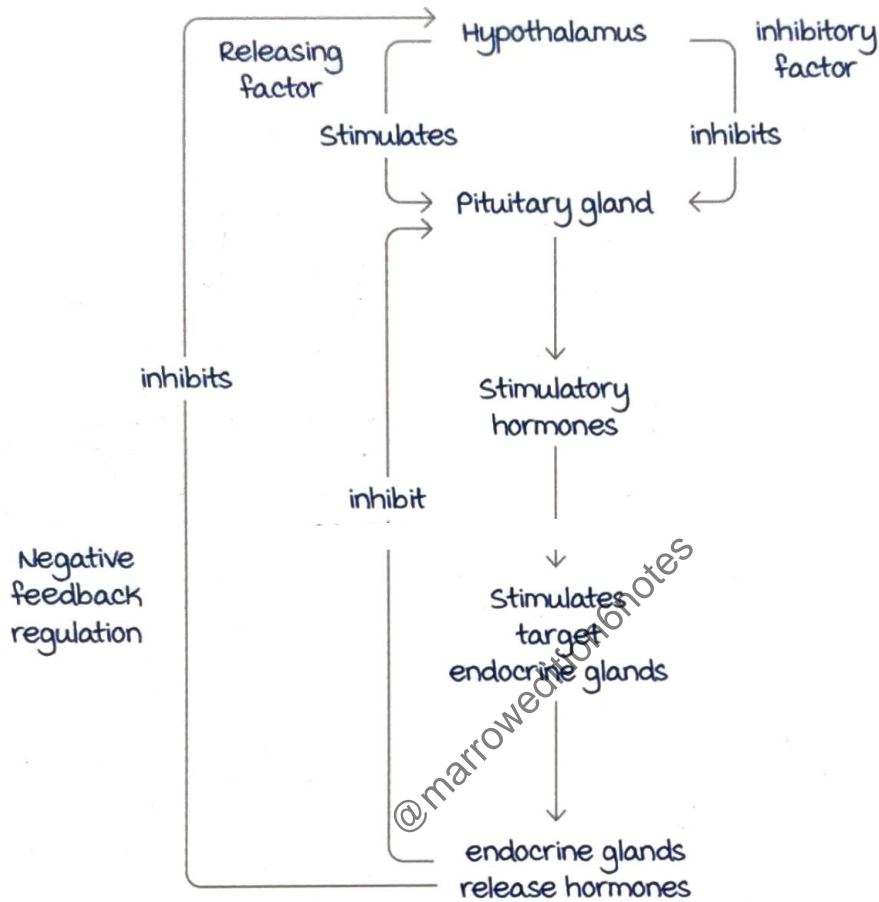 Hypothalamus
Releasing
factor
inhibitory
factor
Stimulates
inhibits
Pituitary gland
inhibits
Stimulatory
hormones
inhibit
Negative
feedback
regulation
Stimulates
target
endocrine glands
@marrowedition6notes
endocrine glands
release hormones